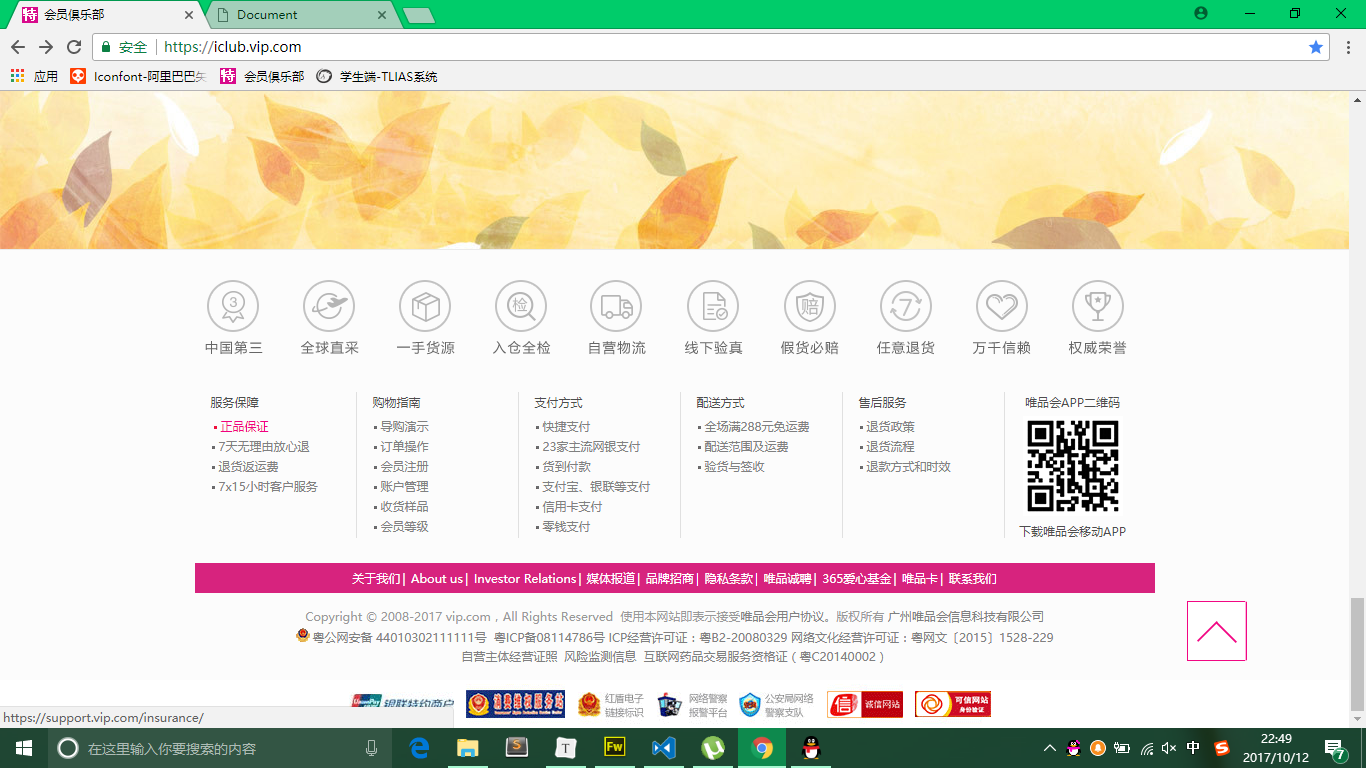 特 会员俱乐部
Document
安全 https://iclub.vip.com
应用 Iconfont-阿里巴巴矢 特 会员俱乐部 学生端-TLIAS系统
3 检 赔 7
中国第三 全球直采 一手货源 入仓全检 自营物流 线下验真 假货必赔 任意退货 万千信赖 权威荣誉
服务保障
正品保证
7天无理由放心退
退货返运费
7x15小时客户服务
购物指南
导购演示
订单操作
会员注册
账户管理
收货样品
会员等级
支付方式
快捷支付
23家主流网银支付
货到付款
支付宝、银联等支付
信用卡支付
零钱支付
配送方式
全场满288元免运费
配送范围及运费
验货与签收
售后服务
退货政策
退货流程
退款方式和时效
唯品会APP二维码
下载唯品会移动APP
关于我们| About us| Investor Relations| 媒体报道| 品牌招商| 隐私条款| 唯品诚聘| 365爱心基金| 唯品卡| 联系我们
Copyright © 2008-2017 vip.com，All Rights Reserved 使用本网站即表示接受唯品会用户协议。版权所有 广州唯品会信息科技有限公司
粤公网安备 44010302111111号 粤ICP备08114786号 ICP经营许可证：粤B2-20080329 网络文化经营许可证：粤网文〔2015〕1528-229
自营主体经营证照 风险监测信息 互联网药品交易服务资格证（粤C20140002）
银联特约商户
消费维权服务站
红盾电子
链接标识
网络警察
报警平台
公安局网络
警察支队
信 诚信网站
可信网站
身份验证
https://support.vip.com/insurance/
在这里输入你要搜索的内容
S T Fw
中 S
22:49
2017/10/12
7